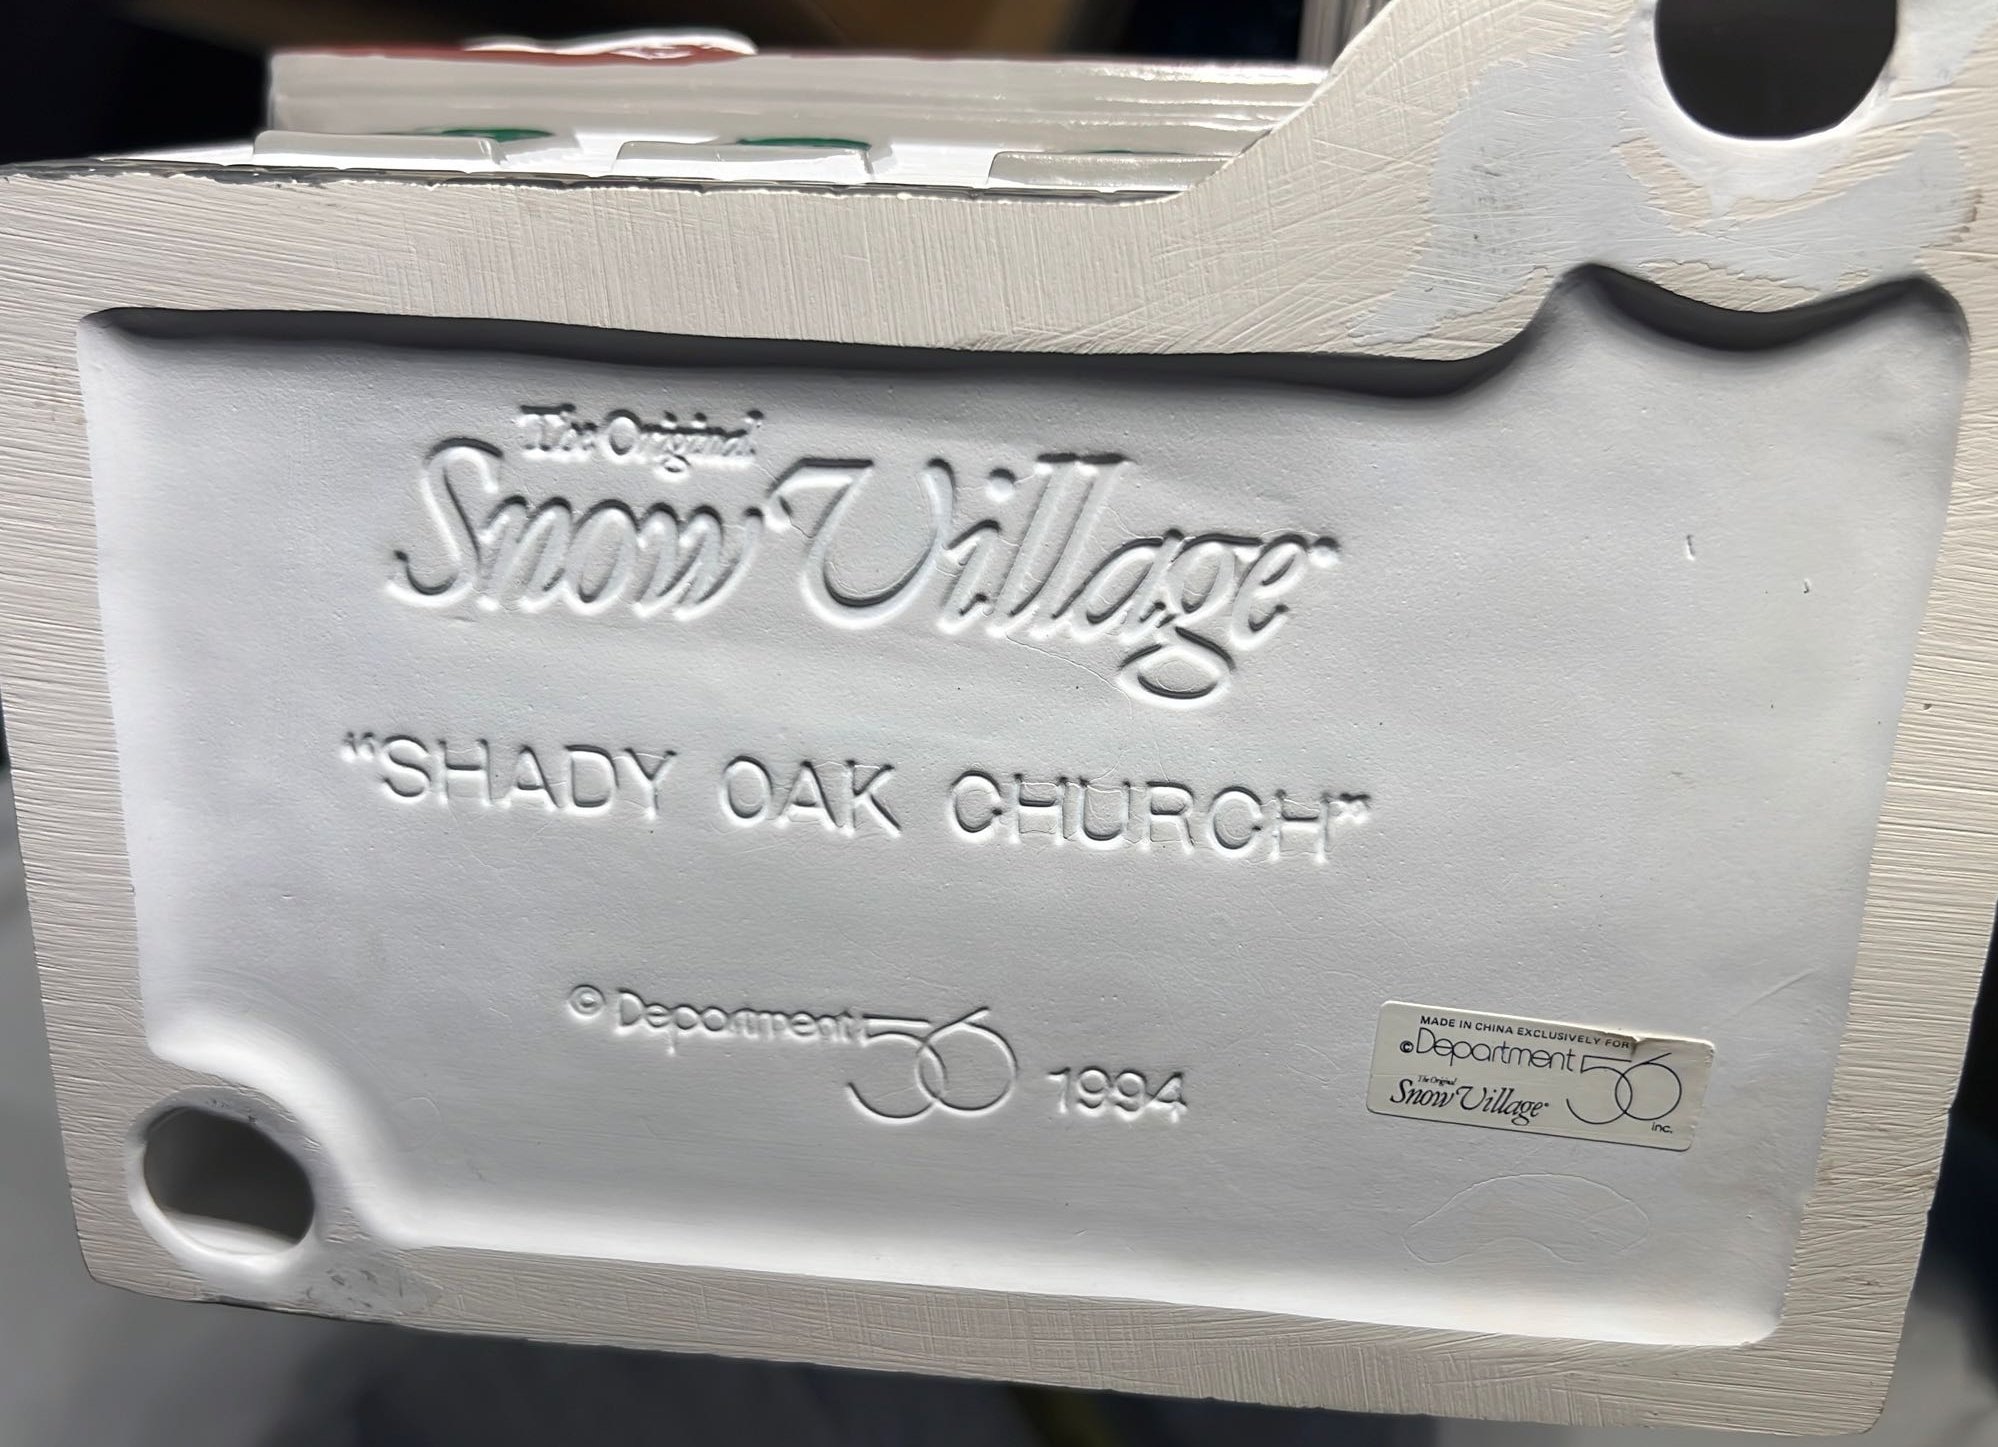 The Original
Snow Village®
“SHADY OAK CHURCH”
© Department 56 1994
MADE IN CHINA EXCLUSIVELY FOR
©Department 56
The Original
Snow Village®
inc.